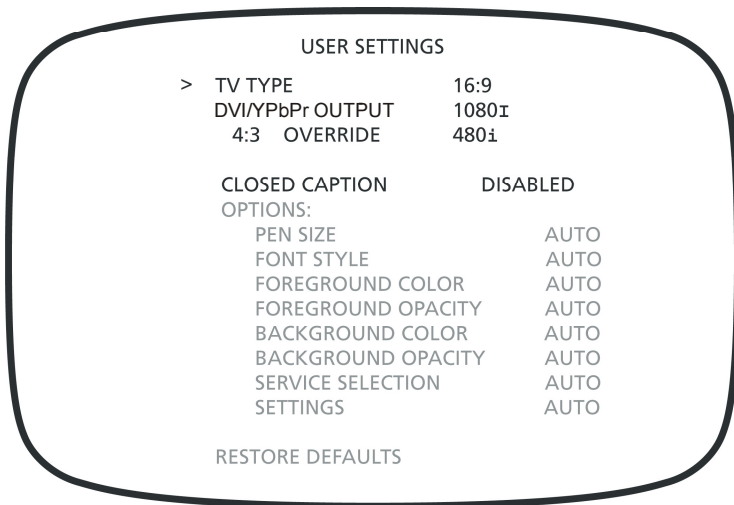 USER SETTINGS
> TV TYPE 16:9
DVI/YPbPr OUTPUT 1080I
4:3 OVERRIDE 480i
CLOSED CAPTION DISABLED
OPTIONS:
PEN SIZE AUTO
FONT STYLE AUTO
FOREGROUND COLOR AUTO
FOREGROUND OPACITY AUTO
BACKGROUND COLOR AUTO
BACKGROUND OPACITY AUTO
SERVICE SELECTION AUTO
SETTINGS AUTO
RESTORE DEFAULTS